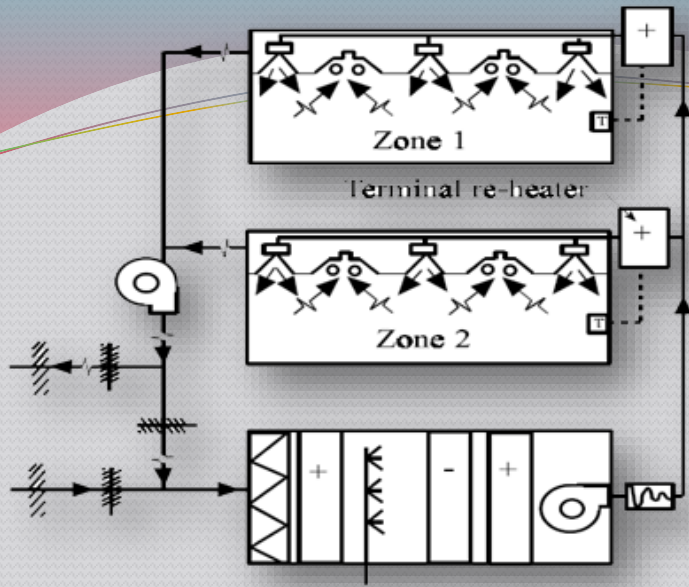 +
T
Zone 1
Terminal re-heater
+
T
Zone 2
+ - +